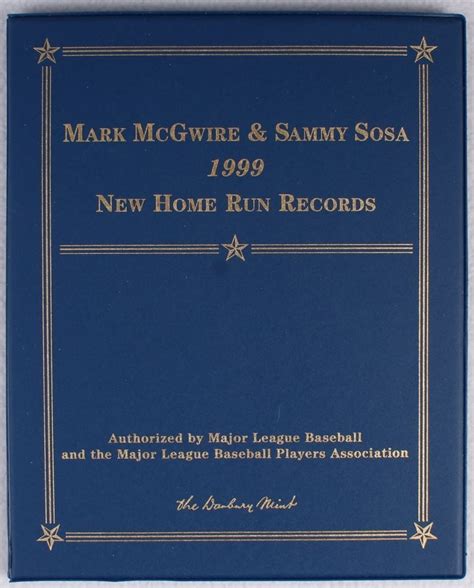 MARK MCGWIRE & SAMMY SOSA
1999
NEW HOME RUN RECORDS
Authorized by Major League Baseball
and the Major League Baseball Players Association
The Danbury Mint